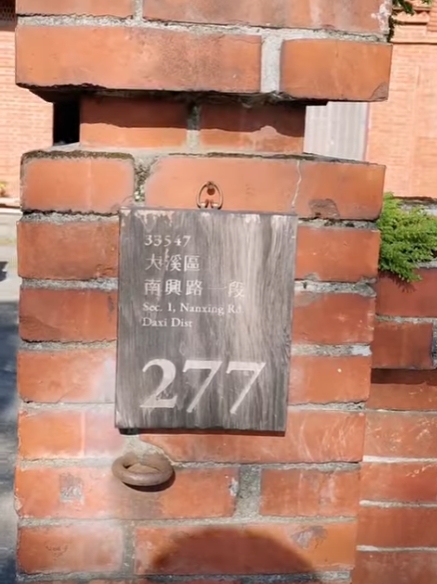 33547
大溪區
南興路一段
Sec. 1, Nanxing Rd
Daxi Dist
277